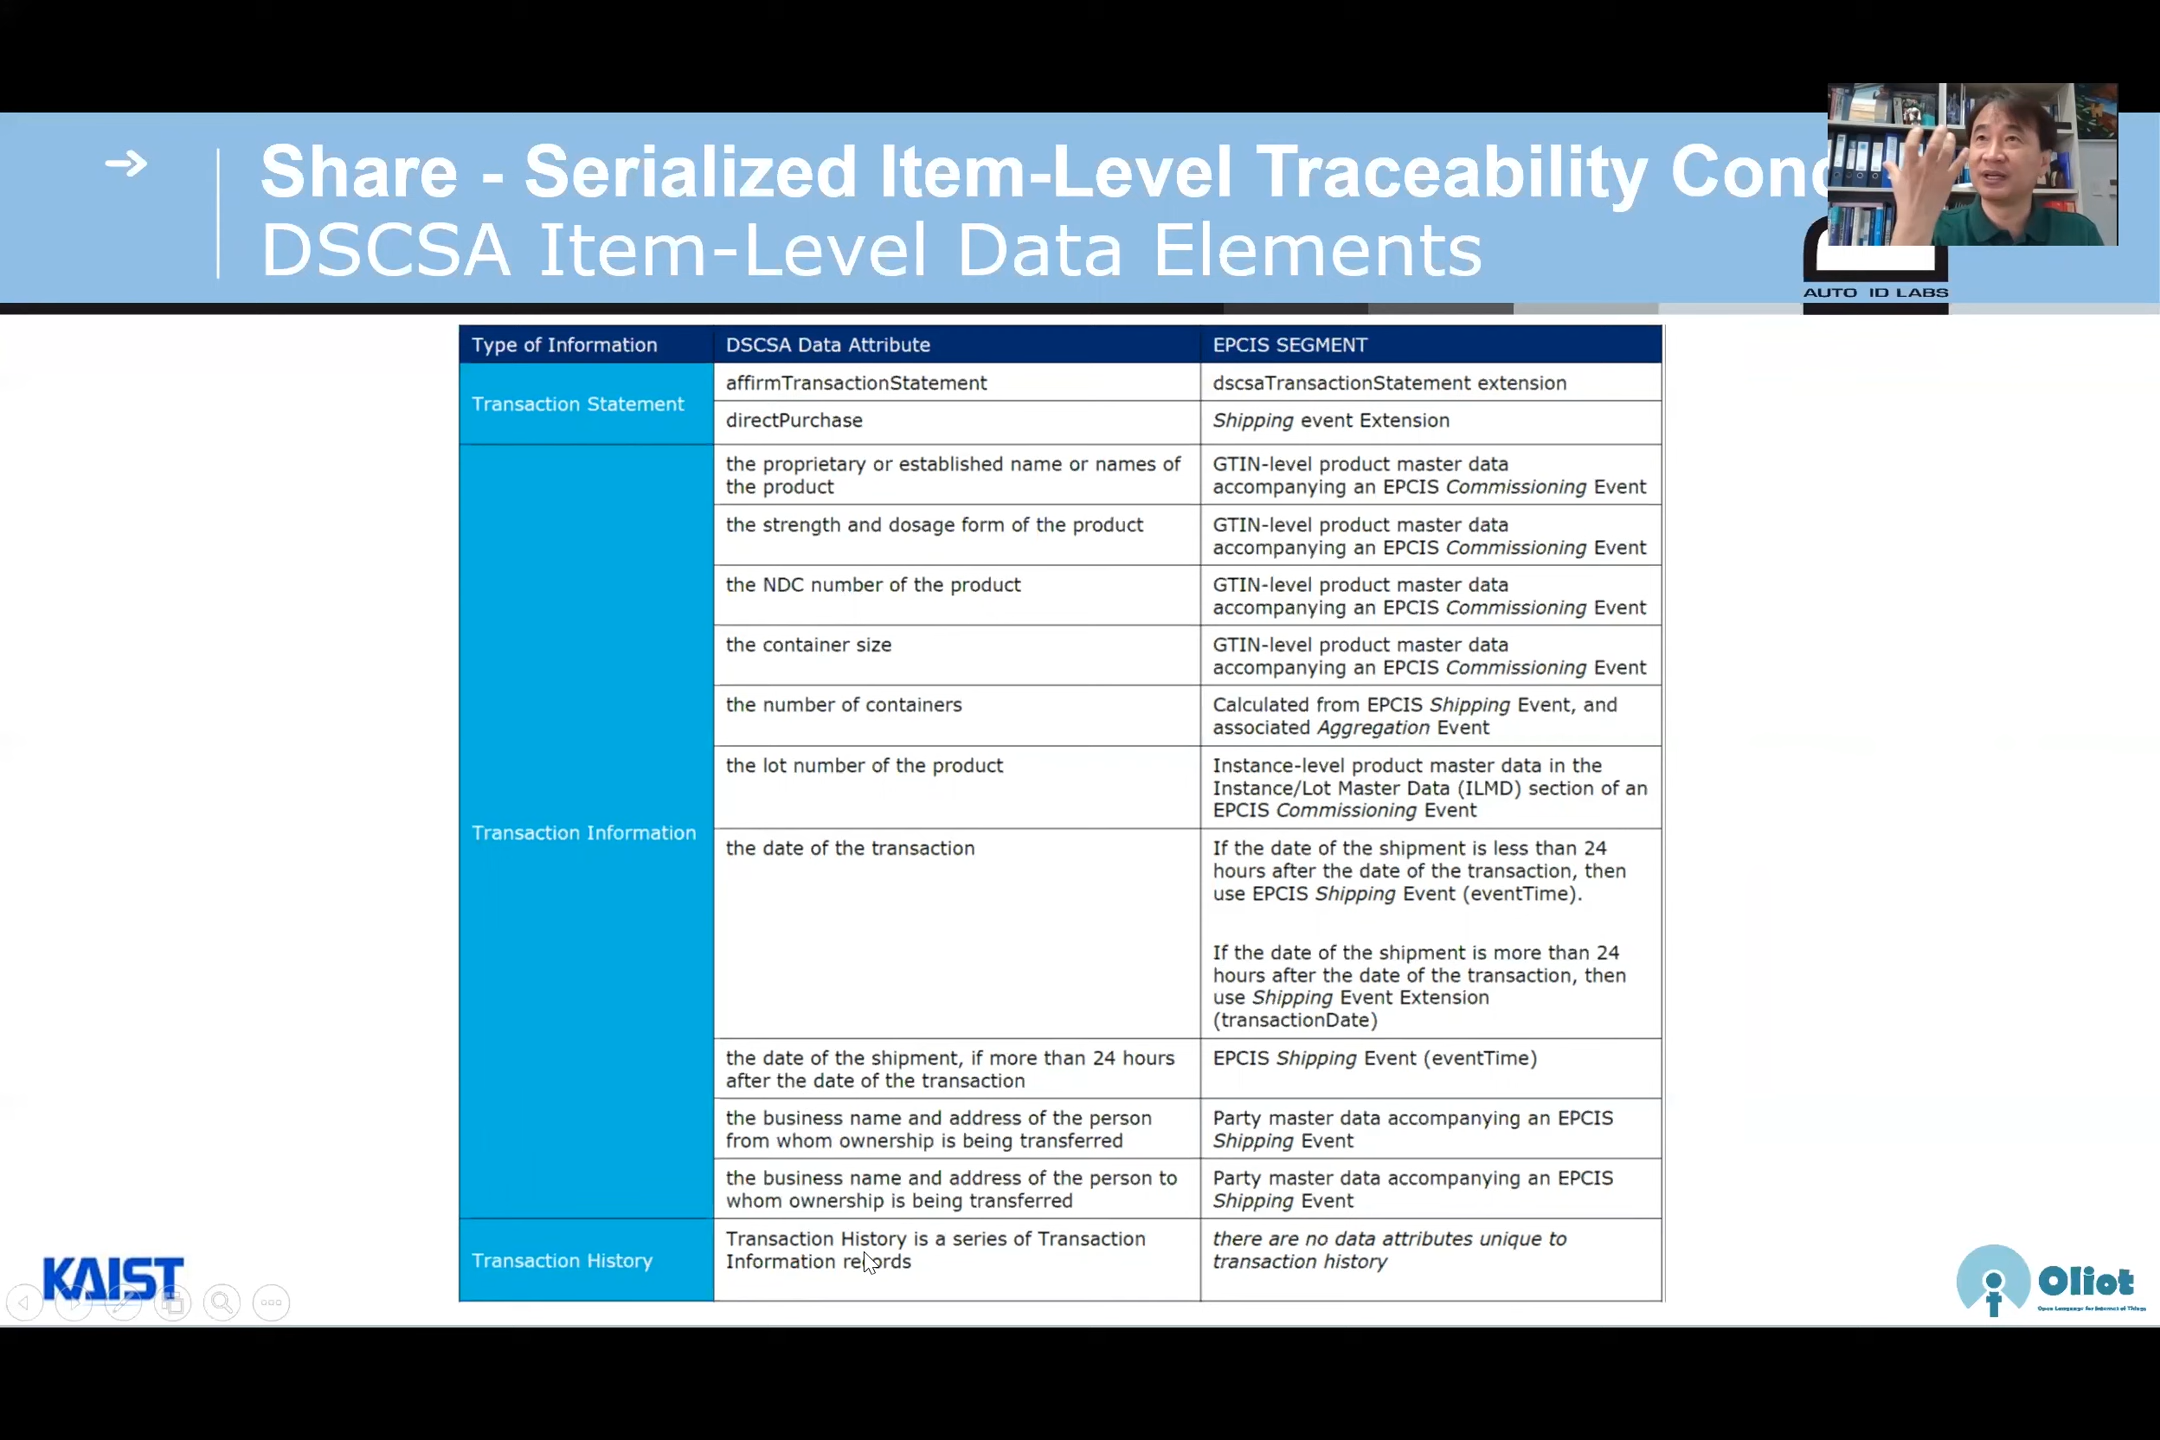 Share - Serialized Item-Level Traceability Conc
DSCSA Item-Level Data Elements
AUTO ID LABS
Type of Information
DSCSA Data Attribute
EPCIS SEGMENT
Transaction Statement
affirmTransactionStatement
dscsaTransactionStatement extension
directPurchase
Shipping event Extension
Transaction Information
the proprietary or established name or names of
the product
GTIN-level product master data
accompanying an EPCIS Commissioning Event
the strength and dosage form of the product
GTIN-level product master data
accompanying an EPCIS Commissioning Event
the NDC number of the product
GTIN-level product master data
accompanying an EPCIS Commissioning Event
the container size
GTIN-level product master data
accompanying an EPCIS Commissioning Event
the number of containers
Calculated from EPCIS Shipping Event, and
associated Aggregation Event
the lot number of the product
Instance-level product master data in the
Instance/Lot Master Data (ILMD) section of an
EPCIS Commissioning Event
the date of the transaction
If the date of the shipment is less than 24
hours after the date of the transaction, then
use EPCIS Shipping Event (eventTime).
If the date of the shipment is more than 24
hours after the date of the transaction, then
use Shipping Event Extension
(transactionDate)
the date of the shipment, if more than 24 hours
after the date of the transaction
EPCIS Shipping Event (eventTime)
the business name and address of the person
from whom ownership is being transferred
Party master data accompanying an EPCIS
Shipping Event
the business name and address of the person to
whom ownership is being transferred
Party master data accompanying an EPCIS
Shipping Event
Transaction History
Transaction History is a series of Transaction
Information records
there are no data attributes unique to
transaction history
KAIST
Oliot
Open Language for Internet of Things